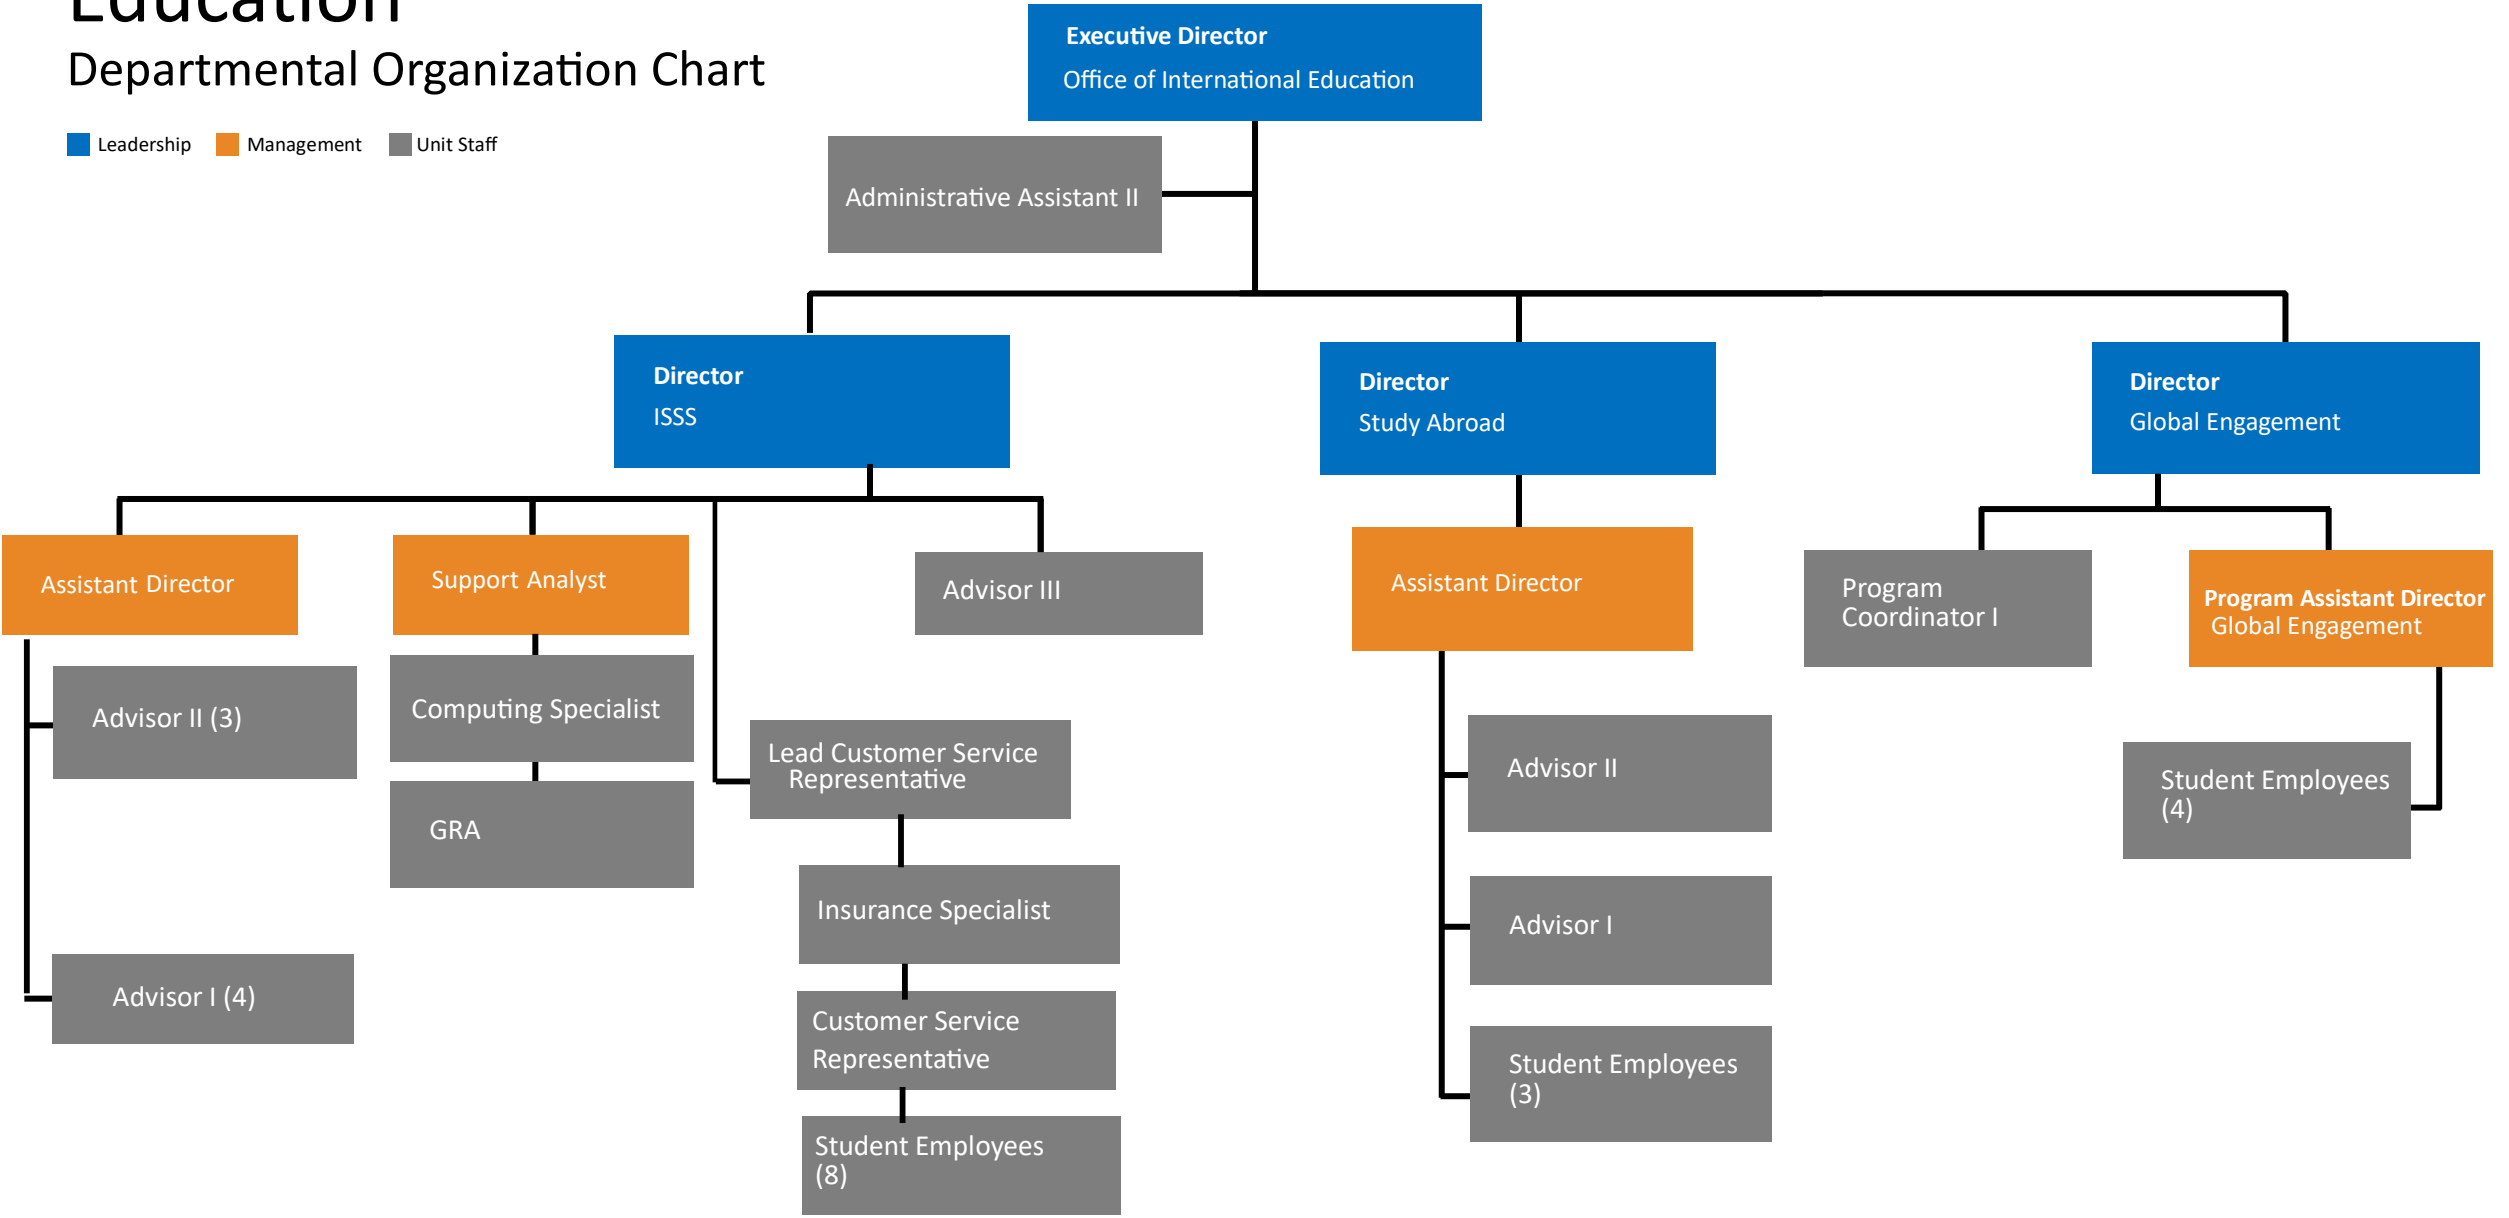 Education
Departmental Organization Chart
Leadership
Management
Unit Staff
Executive Director
Office of International Education
Administrative Assistant II
Director
ISSS
Director
Study Abroad
Director
Global Engagement
Assistant Director
Support Analyst
Advisor III
Assistant Director
Program
Coordinator I
Program Assistant Director
Global Engagement
Advisor II (3)
Computing Specialist
Lead Customer Service
Representative
Advisor II
Student Employees
(4)
GRA
Insurance Specialist
Advisor I
Advisor I (4)
Customer Service
Representative
Student Employees
(3)
Student Employees
(8)